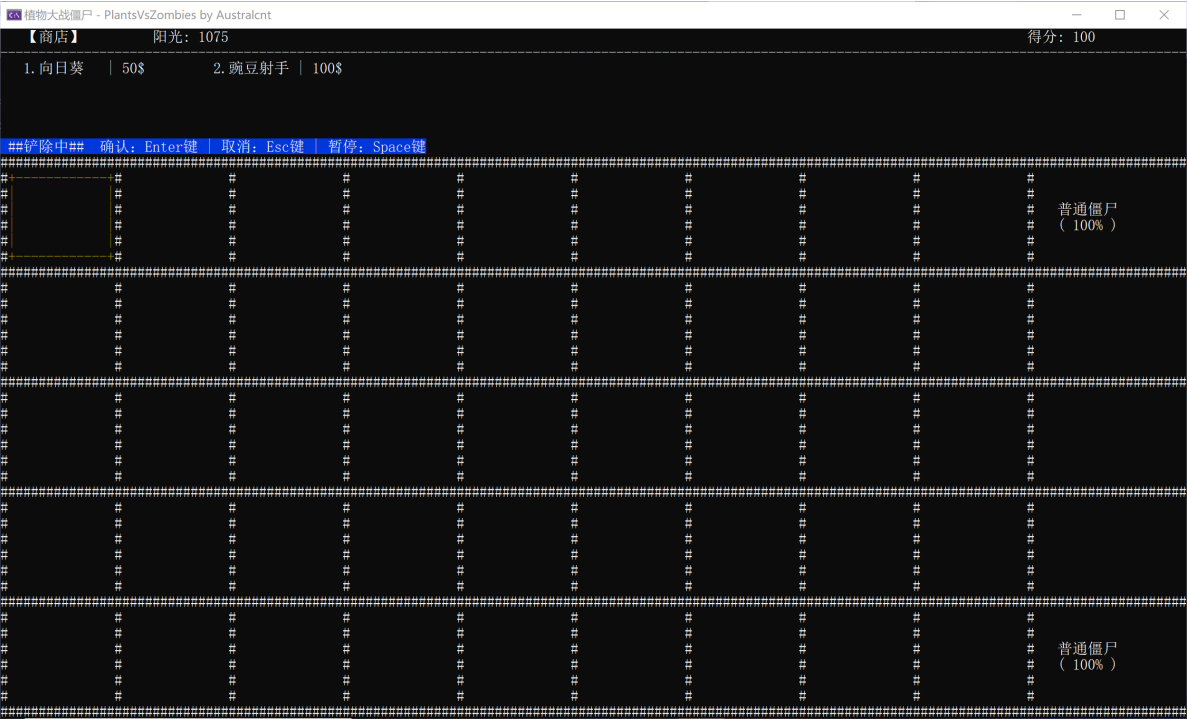 植物大战僵尸 - PlantsVsZombies by Australcnt
【商店】 阳光: 1075 得分: 100
1.向日葵 | 50$ 2.豌豆射手 | 100$
##铲除中## 确认: Enter键 | 取消: Esc键 | 暂停: Space键
普通僵尸
( 100% )
普通僵尸
( 100% )